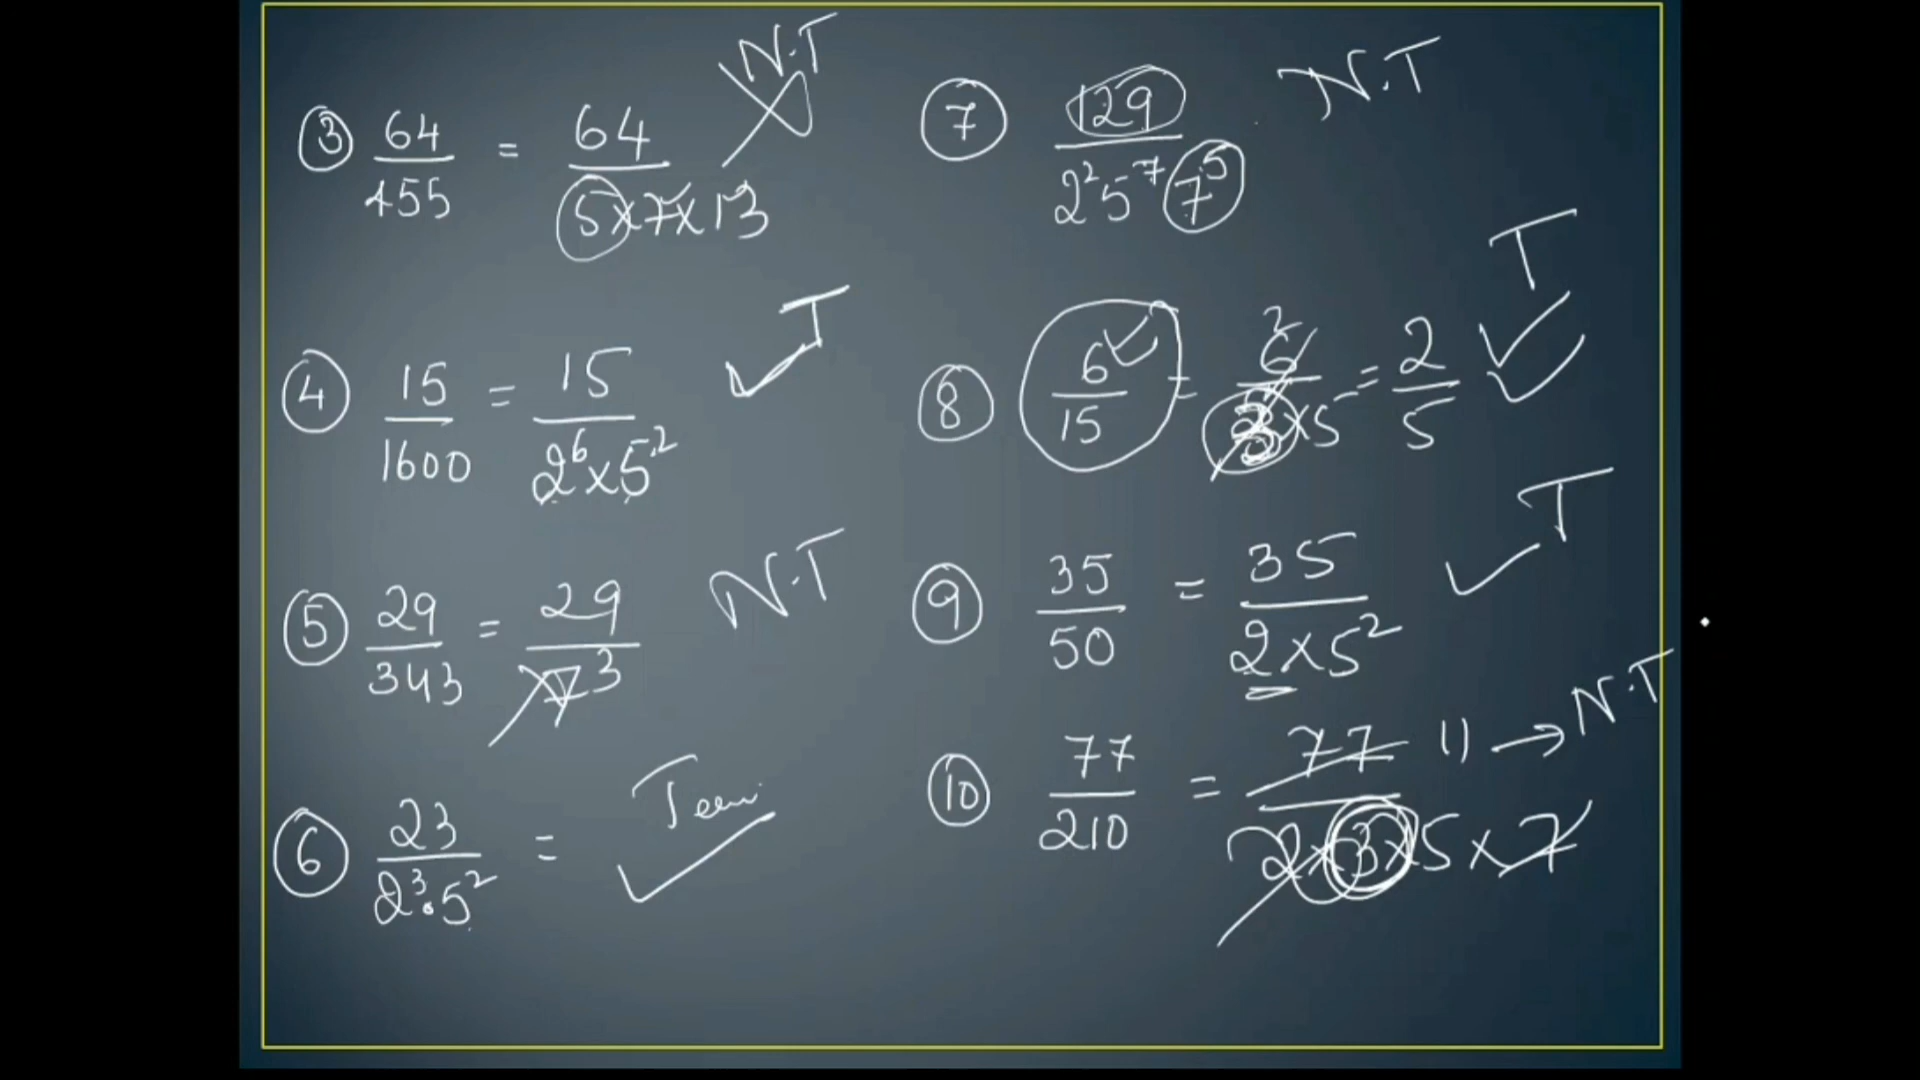 ③ 64/455 = 64/(5×7×13) N.T
④ 15/1600 = 15/(2⁶×5²) T
⑤ 29/343 = 29/7³ N.T
⑥ 23/(2³·5²) =
⑦ 129/(2²5⁷7⁵) N.T
⑧ 6/15 = 6/(3×5) = 2/5 T
2
⑨ 35/50 = 35/(2×5²) T
⑩ 77/210 = 77/(2×3×5×7) 11 → N.T